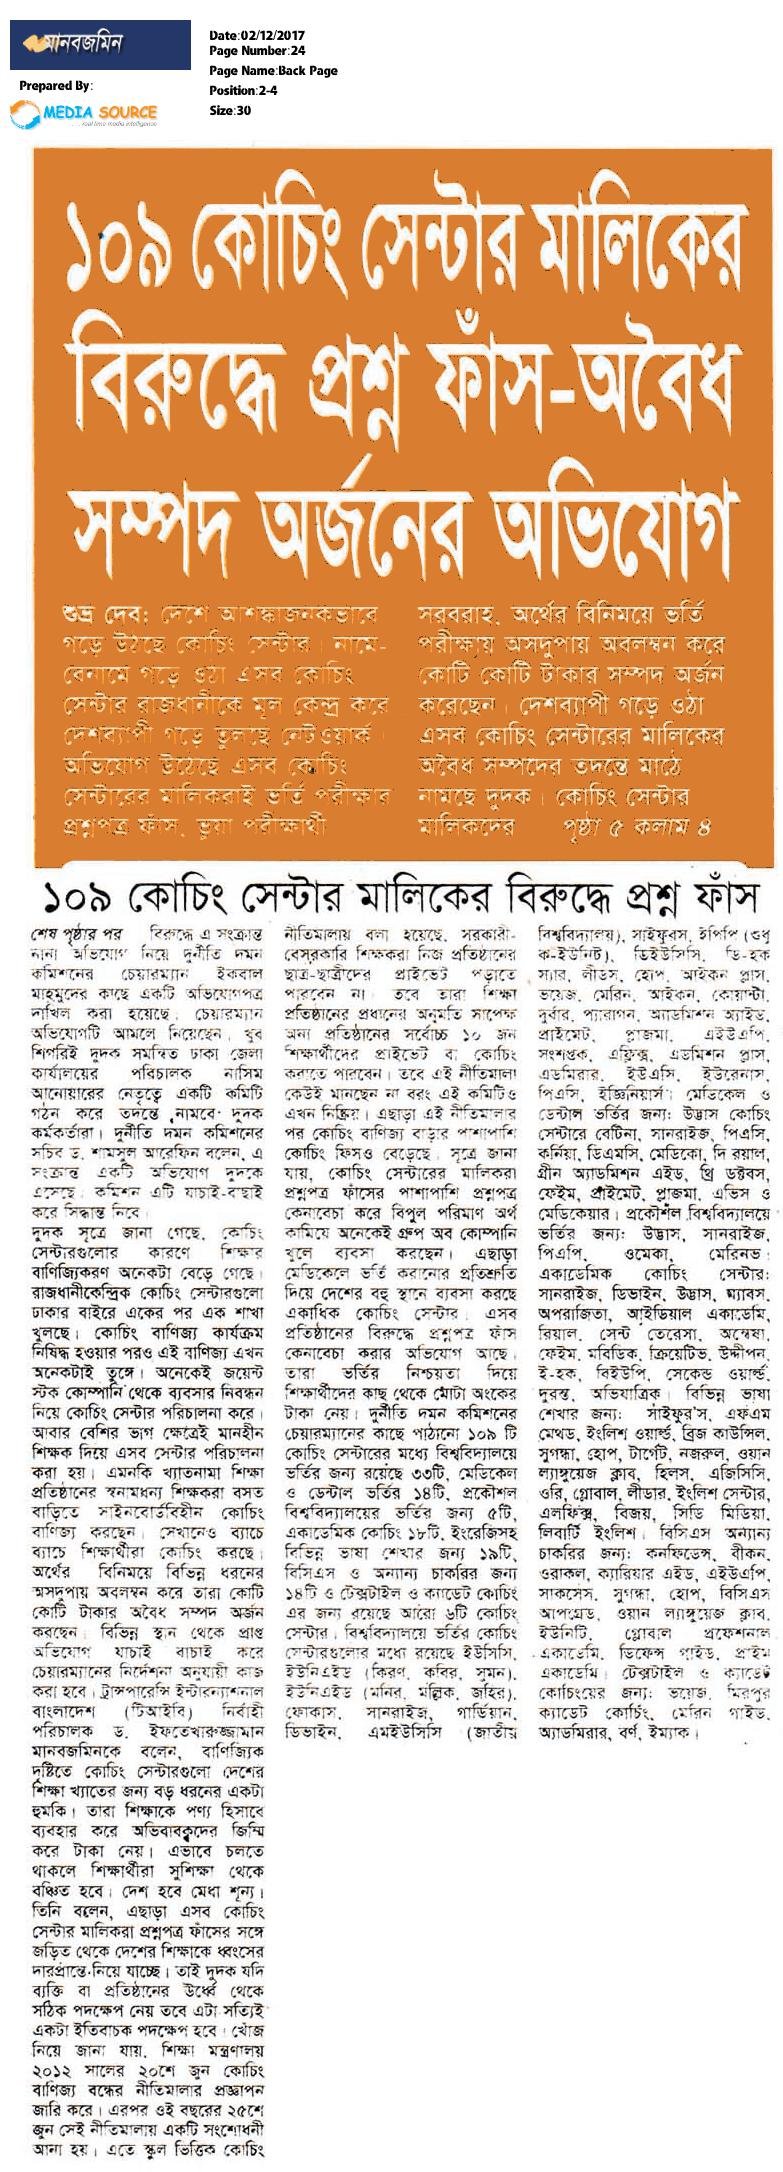 মানবজমিন
Prepared By:
MEDIA SOURCE
real time media intelligence
Date:02/12/2017
Page Number:24
Page Name:Back Page
Position:2-4
Size:30
১০৯ কোচিং সেন্টার মালিকের
বিরুদ্ধে প্রশ্ন ফাঁস-অবৈধ
সম্পদ অর্জনের অভিযোগ
শুভ্র দেব: দেশে আশঙ্কাজনকভাবে
গড়ে উঠছে কোচিং সেন্টার। নামে-
বেনামে গড়ে ওঠা এসব কোচিং
সেন্টার রাজধানীকে মূল কেন্দ্র করে
দেশব্যাপী গড়ে তুলছে নেটওয়ার্ক।
অভিযোগ উঠেছে এসব কোচিং
সেন্টারের মালিকরাই ভর্তি পরীক্ষার
প্রশ্নপত্র ফাঁস, ভুয়া পরীক্ষার্থী
সরবরাহ, অর্থের বিনিময়ে ভর্তি
পরীক্ষায় অসদুপায় অবলম্বন করে
কোটি কোটি টাকার সম্পদ অর্জন
করেছেন। দেশব্যাপী গড়ে ওঠা
এসব কোচিং সেন্টারের মালিকের
অবৈধ সম্পদের তদন্তে মাঠে
নামছে দুদক। কোচিং সেন্টার
মালিকদের পৃষ্ঠা ৫ কলাম ৪
১০৯ কোচিং সেন্টার মালিকের বিরুদ্ধে প্রশ্ন ফাঁস
শেষ পৃষ্ঠার পর বিরুদ্ধে এ সংক্রান্ত
নানা অভিযোগ নিয়ে দুর্নীতি দমন
কমিশনের চেয়ারম্যান ইকবাল
মাহমুদের কাছে একটি অভিযোগপত্র
দাখিল করা হয়েছে। চেয়ারম্যান
অভিযোগটি আমলে নিয়েছেন। খুব
শিগরিই দুদক সমন্বিত ঢাকা জেলা
কার্যালয়ের পরিচালক নাসিম
আনোয়ারের নেতৃত্বে একটি কমিটি
গঠন করে তদন্তে নামবে দুদক
কর্মকর্তারা। দুর্নীতি দমন কমিশনের
সচিব ড. শামসুল আরেফিন বলেন, এ
সংক্রান্ত একটি অভিযোগ দুদকে
এসেছে। কমিশন এটি যাচাই-বাছাই
করে সিদ্ধান্ত নিবে।
দুদক সূত্রে জানা গেছে, কোচিং
সেন্টারগুলোর কারণে শিক্ষার
বাণিজ্যিকরণ অনেকটা বেড়ে গেছে।
রাজধানীকেন্দ্রিক কোচিং সেন্টারগুলো
ঢাকার বাইরে একের পর এক শাখা
খুলছে। কোচিং বাণিজ্য কার্যক্রম
নিষিদ্ধ হওয়ার পরও এই বাণিজ্য এখন
অনেকটাই তুঙ্গে। অনেকেই জয়েন্ট
স্টক কোম্পানি থেকে ব্যবসার নিবন্ধন
নিয়ে কোচিং সেন্টার পরিচালনা করে।
আবার বেশির ভাগ ক্ষেত্রেই মানহীন
শিক্ষক দিয়ে এসব সেন্টার পরিচালনা
করা হয়। এমনকি খ্যাতনামা শিক্ষা
প্রতিষ্ঠানের স্বনামধন্য শিক্ষকরা বসত
বাড়িতে সাইনবোর্ডবিহীন কোচিং
বাণিজ্য করছেন। সেখানেও ব্যাচে
ব্যাচে শিক্ষার্থীরা কোচিং করছে।
অর্থের বিনিময়ে বিভিন্ন ধরনের
অসদুপায় অবলম্বন করে তারা কোটি
কোটি টাকার অবৈধ সম্পদ অর্জন
করছেন। বিভিন্ন স্থান থেকে প্রাপ্ত
অভিযোগ যাচাই বাচাই করে
চেয়ারম্যানের নির্দেশনা অনুযায়ী কাজ
করা হবে। ট্রান্সপারেন্সি ইন্টারন্যাশনাল
বাংলাদেশ (টিআইবি) নির্বাহী
পরিচালক ড. ইফতেখারুজ্জামান
মানবজমিনকে বলেন, বাণিজ্যিক
দৃষ্টিতে কোচিং সেন্টারগুলো দেশের
শিক্ষা খ্যাতের জন্য বড় ধরনের একটা
হুমকি। তারা শিক্ষাকে পণ্য হিসাবে
ব্যবহার করে অভিবাবকদের জিম্মি
করে টাকা নেয়। এভাবে চলতে
থাকলে শিক্ষার্থীরা সুশিক্ষা থেকে
বঞ্চিত হবে। দেশ হবে মেধা শূন্য।
তিনি বলেন, এছাড়া এসব কোচিং
সেন্টার মালিকরা প্রশ্নপত্র ফাঁসের সঙ্গে
জড়িত থেকে দেশের শিক্ষাকে ধ্বংসের
দারপ্রান্তে নিয়ে যাচ্ছে। তাই দুদক যদি
ব্যক্তি বা প্রতিষ্ঠানের উর্ধ্বে থেকে
সঠিক পদক্ষেপ নেয় তবে এটা সত্যিই
একটা ইতিবাচক পদক্ষেপ হবে। খোঁজ
নিয়ে জানা যায়, শিক্ষা মন্ত্রণালয়
২০১২ সালের ২০শে জুন কোচিং
বাণিজ্য বন্ধের নীতিমালার প্রজ্ঞাপন
জারি করে। এরপর ওই বছরের ২৫শে
জুন সেই নীতিমালায় একটি সংশোধনী
আনা হয়। এতে স্কুল ভিত্তিক কোচিং
নীতিমালায় বলা হয়েছে, সরকারী-
বেসরকারি শিক্ষকরা নিজ প্রতিষ্ঠানের
ছাত্র-ছাত্রীদের প্রাইভেট পড়াতে
পারবেন না। তবে তারা শিক্ষা
প্রতিষ্ঠানের প্রধানের অনুমতি সাপেক্ষ
অন্য প্রতিষ্ঠানের সর্বোচ্চ ১০ জন
শিক্ষার্থীদের প্রাইভেট বা কোচিং
করাতে পারবেন। তবে এই নীতিমালা
কেউই মানছেন না বরং এই কমিটিও
এখন নিষ্ক্রিয়। এছাড়া এই নীতিমালার
পর কোচিং বাণিজ্য বাড়ার পাশাপাশি
কোচিং ফিসও বেড়েছে। সূত্রে জানা
যায়, কোচিং সেন্টারের মালিকরা
প্রশ্নপত্র ফাঁসের পাশাপাশি প্রশ্নপত্র
কেনাবেচা করে বিপুল পরিমাণ অর্থ
কামিয়ে অনেকেই গ্রুপ অব কোম্পানি
খুলে ব্যবসা করছেন। এছাড়া
মেডিকেলে ভর্তি করানোর প্রতিশ্রুতি
দিয়ে দেশের বহু স্থানে ব্যবসা করছে
একাধিক কোচিং সেন্টার। এসব
প্রতিষ্ঠানের বিরুদ্ধে প্রশ্নপত্র ফাঁস
কেনাবেচা করার অভিযোগ আছে।
তারা ভর্তির নিশ্চয়তা দিয়ে
শিক্ষার্থীদের কাছ থেকে মোটা অংকের
টাকা নেয়। দুর্নীতি দমন কমিশনের
চেয়ারম্যানের কাছে পাঠানো ১০৯ টি
কোচিং সেন্টারের মধ্যে বিশ্ববিদ্যালয়ে
ভর্তির জন্য রয়েছে ৩৩টি, মেডিকেল
ও ডেন্টাল ভর্তির ১৪টি, প্রকৌশল
বিশ্ববিদ্যালয়ের ভর্তির জন্য ৫টি,
একাডেমিক কোচিং ১৮টি, ইংরেজিসহ
বিভিন্ন ভাষা শেখার জন্য ১৯টি,
বিসিএস ও অন্যান্য চাকরির জন্য
১৪টি ও টেক্সটাইল ও ক্যাডেট কোচিং
এর জন্য রয়েছে আরো ৬টি কোচিং
সেন্টার। বিশ্ববিদ্যালয়ে ভর্তির কোচিং
সেন্টারগুলোর মধ্যে রয়েছে ইউসিসি,
ইউনিএইড (কিরণ, কবির, সুমন),
ইউনিএইড (মনির, মল্লিক, জহির),
ফোকাস, সানরাইজ, গার্ডিয়ান,
ডিভাইন, এমইউসিসি (জাতীয়
বিশ্ববিদ্যালয়), সাইফুরস, ইপিপি (শুধু
ক-ইউনিট), ডিইউসিসি, ডি-হক
স্যার, লীডস, হোপ, আইকন প্লাস,
ভয়েজ, মেরিন, আইকন, কোয়ান্টা,
দুর্বার, প্যারাগন, অ্যাডমিশন অ্যাইড,
প্রাইমেট, প্লাজমা, এইউএপি,
সংশপ্তক, এফ্লিক্স, এডমিশন প্লাস,
এডমিরার, ইউএসি, ইউরেনাস,
পিএসি, ইঞ্জিনিয়ার্স। মেডিকেল ও
ডেন্টাল ভর্তির জন্য: উদ্ভাস কোচিং
সেন্টারে রেটিনা, সানরাইজ, পিএসি,
কর্নিয়া, ডিএমসি, মেডিকো, দি রয়াল,
গ্রীন অ্যাডমিশন এইড, থ্রি ডক্টরস,
ফেইম, প্রাইমেট, প্লাজমা, এভিস ও
মেডিকেয়ার। প্রকৌশল বিশ্ববিদ্যালয়ে
ভর্তির জন্য: উদ্ভাস, সানরাইজ,
পিএপি, ওমেকা, মেরিনভ।
একাডেমিক কোচিং সেন্টার:
সানরাইজ, ডিভাইন, উদ্ভাস, ম্যাবস,
অপরাজিতা, আইডিয়াল একাডেমি,
রিয়াল, সেন্ট তেরেসা, অন্বেষা,
ফেইম, মবিডিক, ক্রিয়েটিভ, উদ্দীপন,
ই-হক, বিইউপি, সেকেন্ড ওয়ার্ল্ড,
দুরন্ত, অভিযাত্রিক। বিভিন্ন ভাষা
শেখার জন্য: সাইফুর'স, এফএম
মেথড, ইংলিশ ওয়ার্ল্ড, ব্রিজ কাউন্সিল,
সুগন্ধা, হোপ, টার্গেট, নজরুল, ওয়ান
ল্যাঙ্গুয়েজ ক্লাব, হিলস, এজিসিসি,
ওরি, গ্লোবাল, লীডার, ইংলিশ সেন্টার,
এলফিক্স, বিজয়, সিডি মিডিয়া,
লিবার্টি ইংলিশ। বিসিএস অন্যান্য
চাকরির জন্য: কনফিডেন্স, বীকন,
ওরাকল, ক্যারিয়ার এইড, এইউএপি,
সাকসেস, সুগন্ধা, হোপ, বিসিএস
আপগ্রেড, ওয়ান ল্যাঙ্গুয়েজ ক্লাব,
ইউনিটি, গ্লোবাল প্রফেশনাল
একাডেমি, ডিফেন্স গাইড, প্রাইম
একাডেমি। টেক্সটাইল ও ক্যাডেট
কোচিংয়ের জন্য: ভয়েজ, মিরপুর
ক্যাডেট কোচিং, মেরিন গাইড,
অ্যাডমিরার, বর্ণ, ইম্যাক।